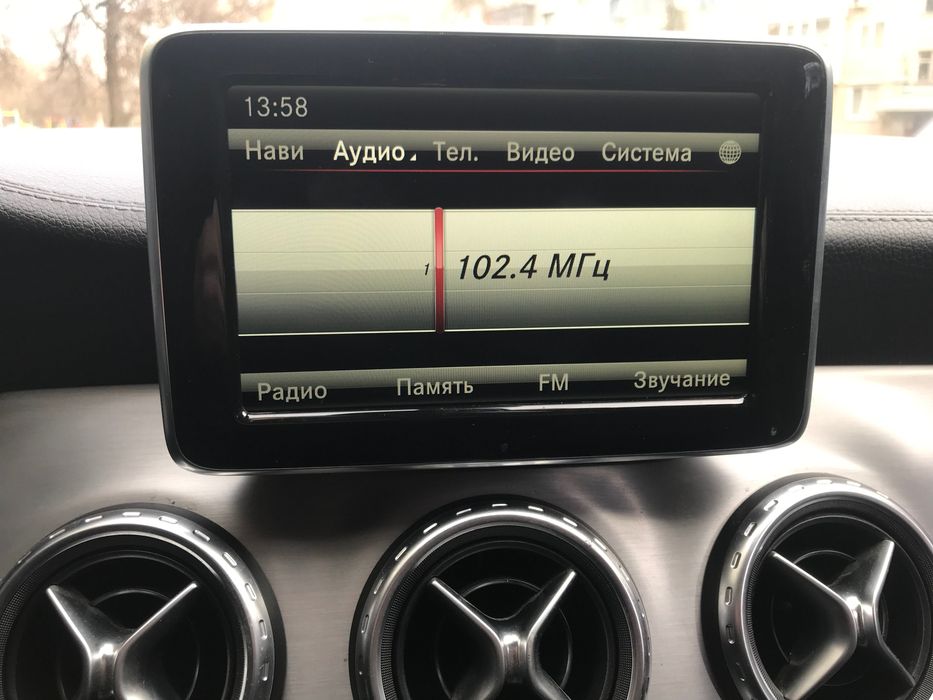 13:58
Нави Аудио Тел. Видео Система
1 102.4 МГц
Радио Память FM Звучание